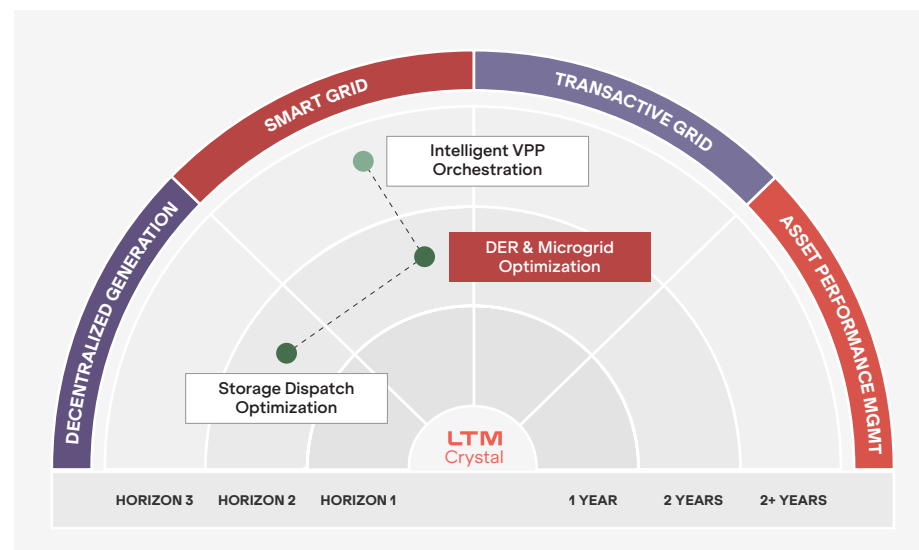 SMART GRID
TRANSACTIVE GRID
DECENTRALIZED GENERATION
ASSET PERFORMANCE MGMT
Intelligent VPP
Orchestration
DER & Microgrid
Optimization
Storage Dispatch
Optimization
LTM
Crystal
HORIZON 3
HORIZON 2
HORIZON 1
1 YEAR
2 YEARS
2+ YEARS